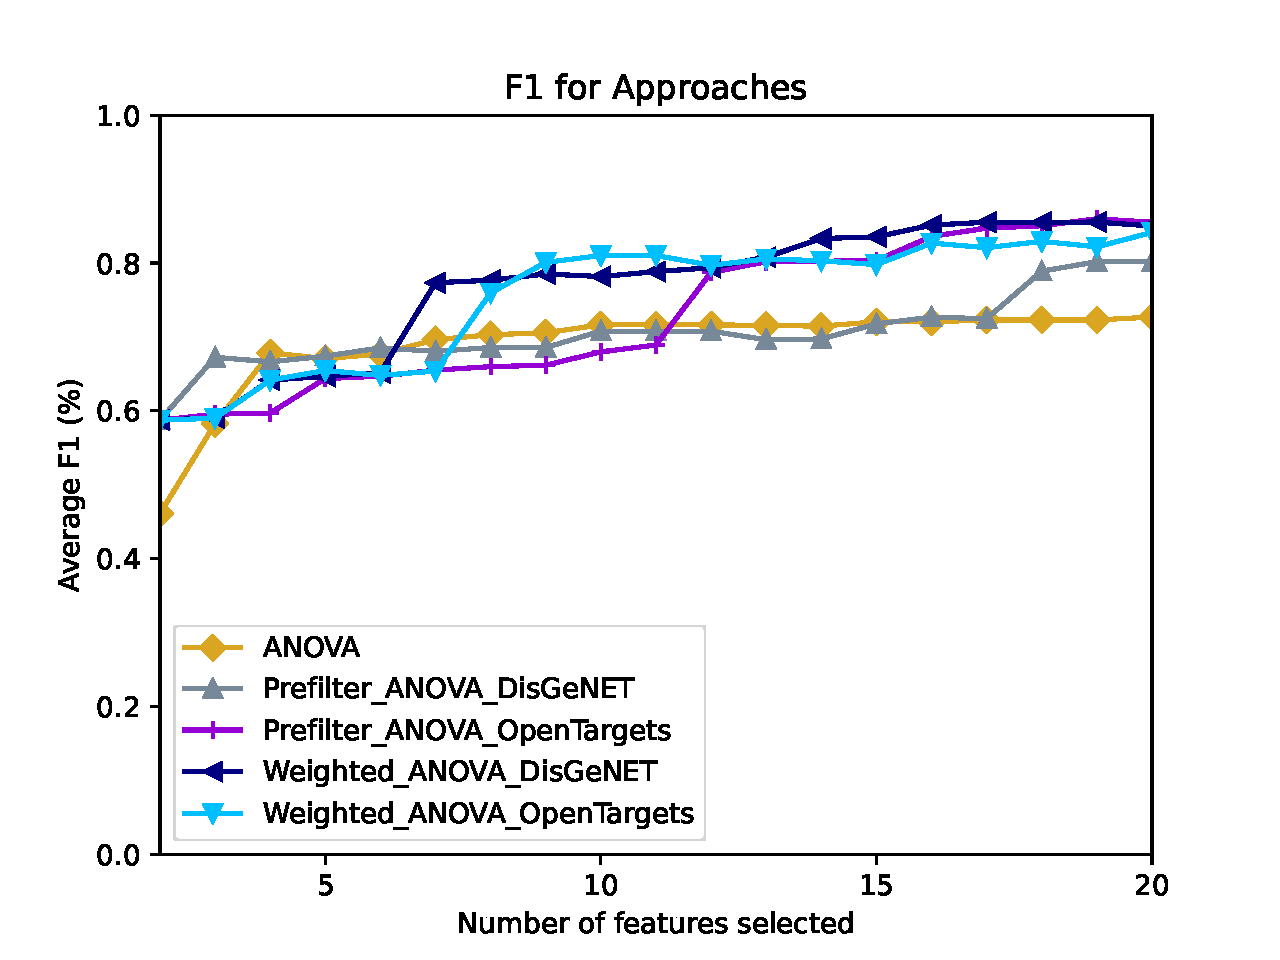 F1 for Approaches
1.0
0.8
0.6
0.4
0.2
0.0
Average F1 (%)
ANOVA
Prefilter_ANOVA_DisGeNET
Prefilter_ANOVA_OpenTargets
Weighted_ANOVA_DisGeNET
Weighted_ANOVA_OpenTargets
5 10 15 20
Number of features selected